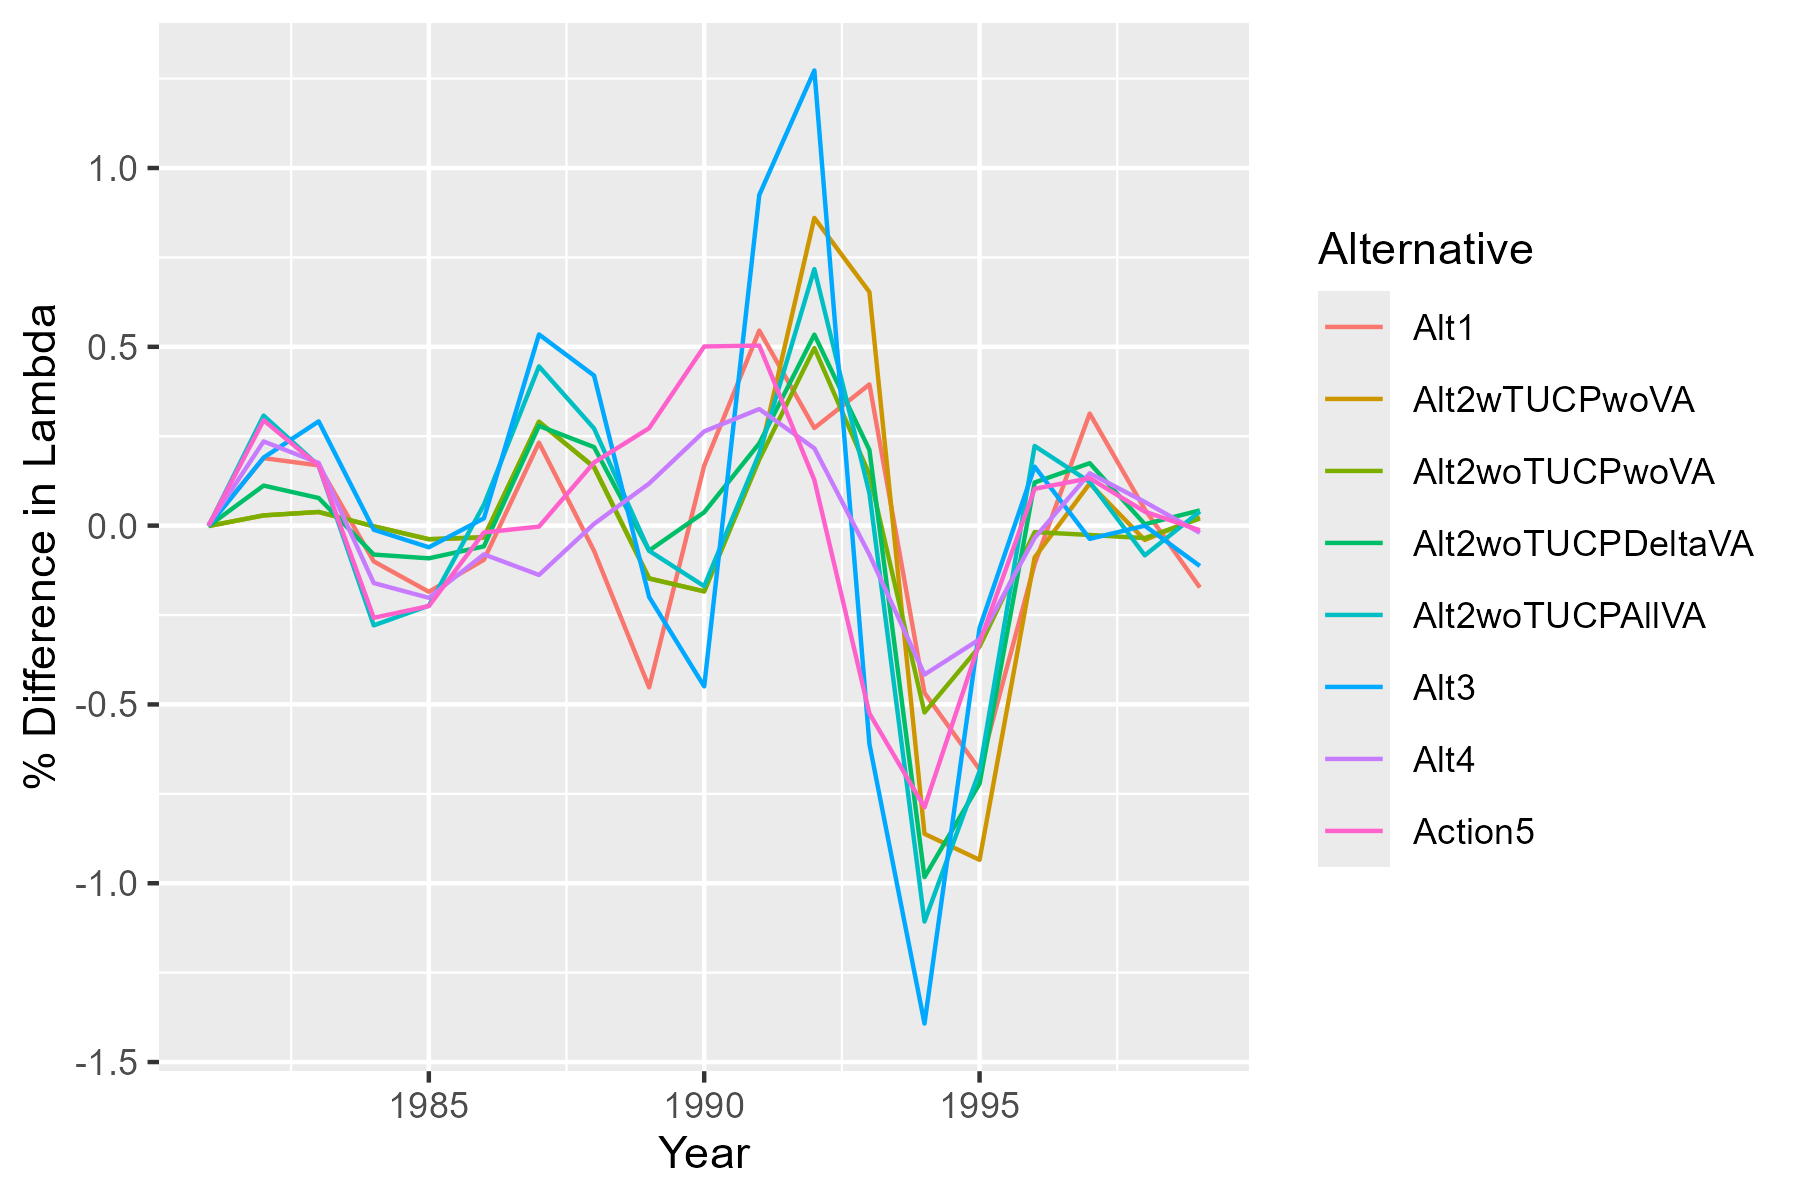 % Difference in Lambda
1.0
0.5
0.0
-0.5
-1.0
-1.5
1985 1990 1995
Year
Alternative
Alt1
Alt2wTUCPwoVA
Alt2woTUCPwoVA
Alt2woTUCPDeltaVA
Alt2woTUCPAllVA
Alt3
Alt4
Action5